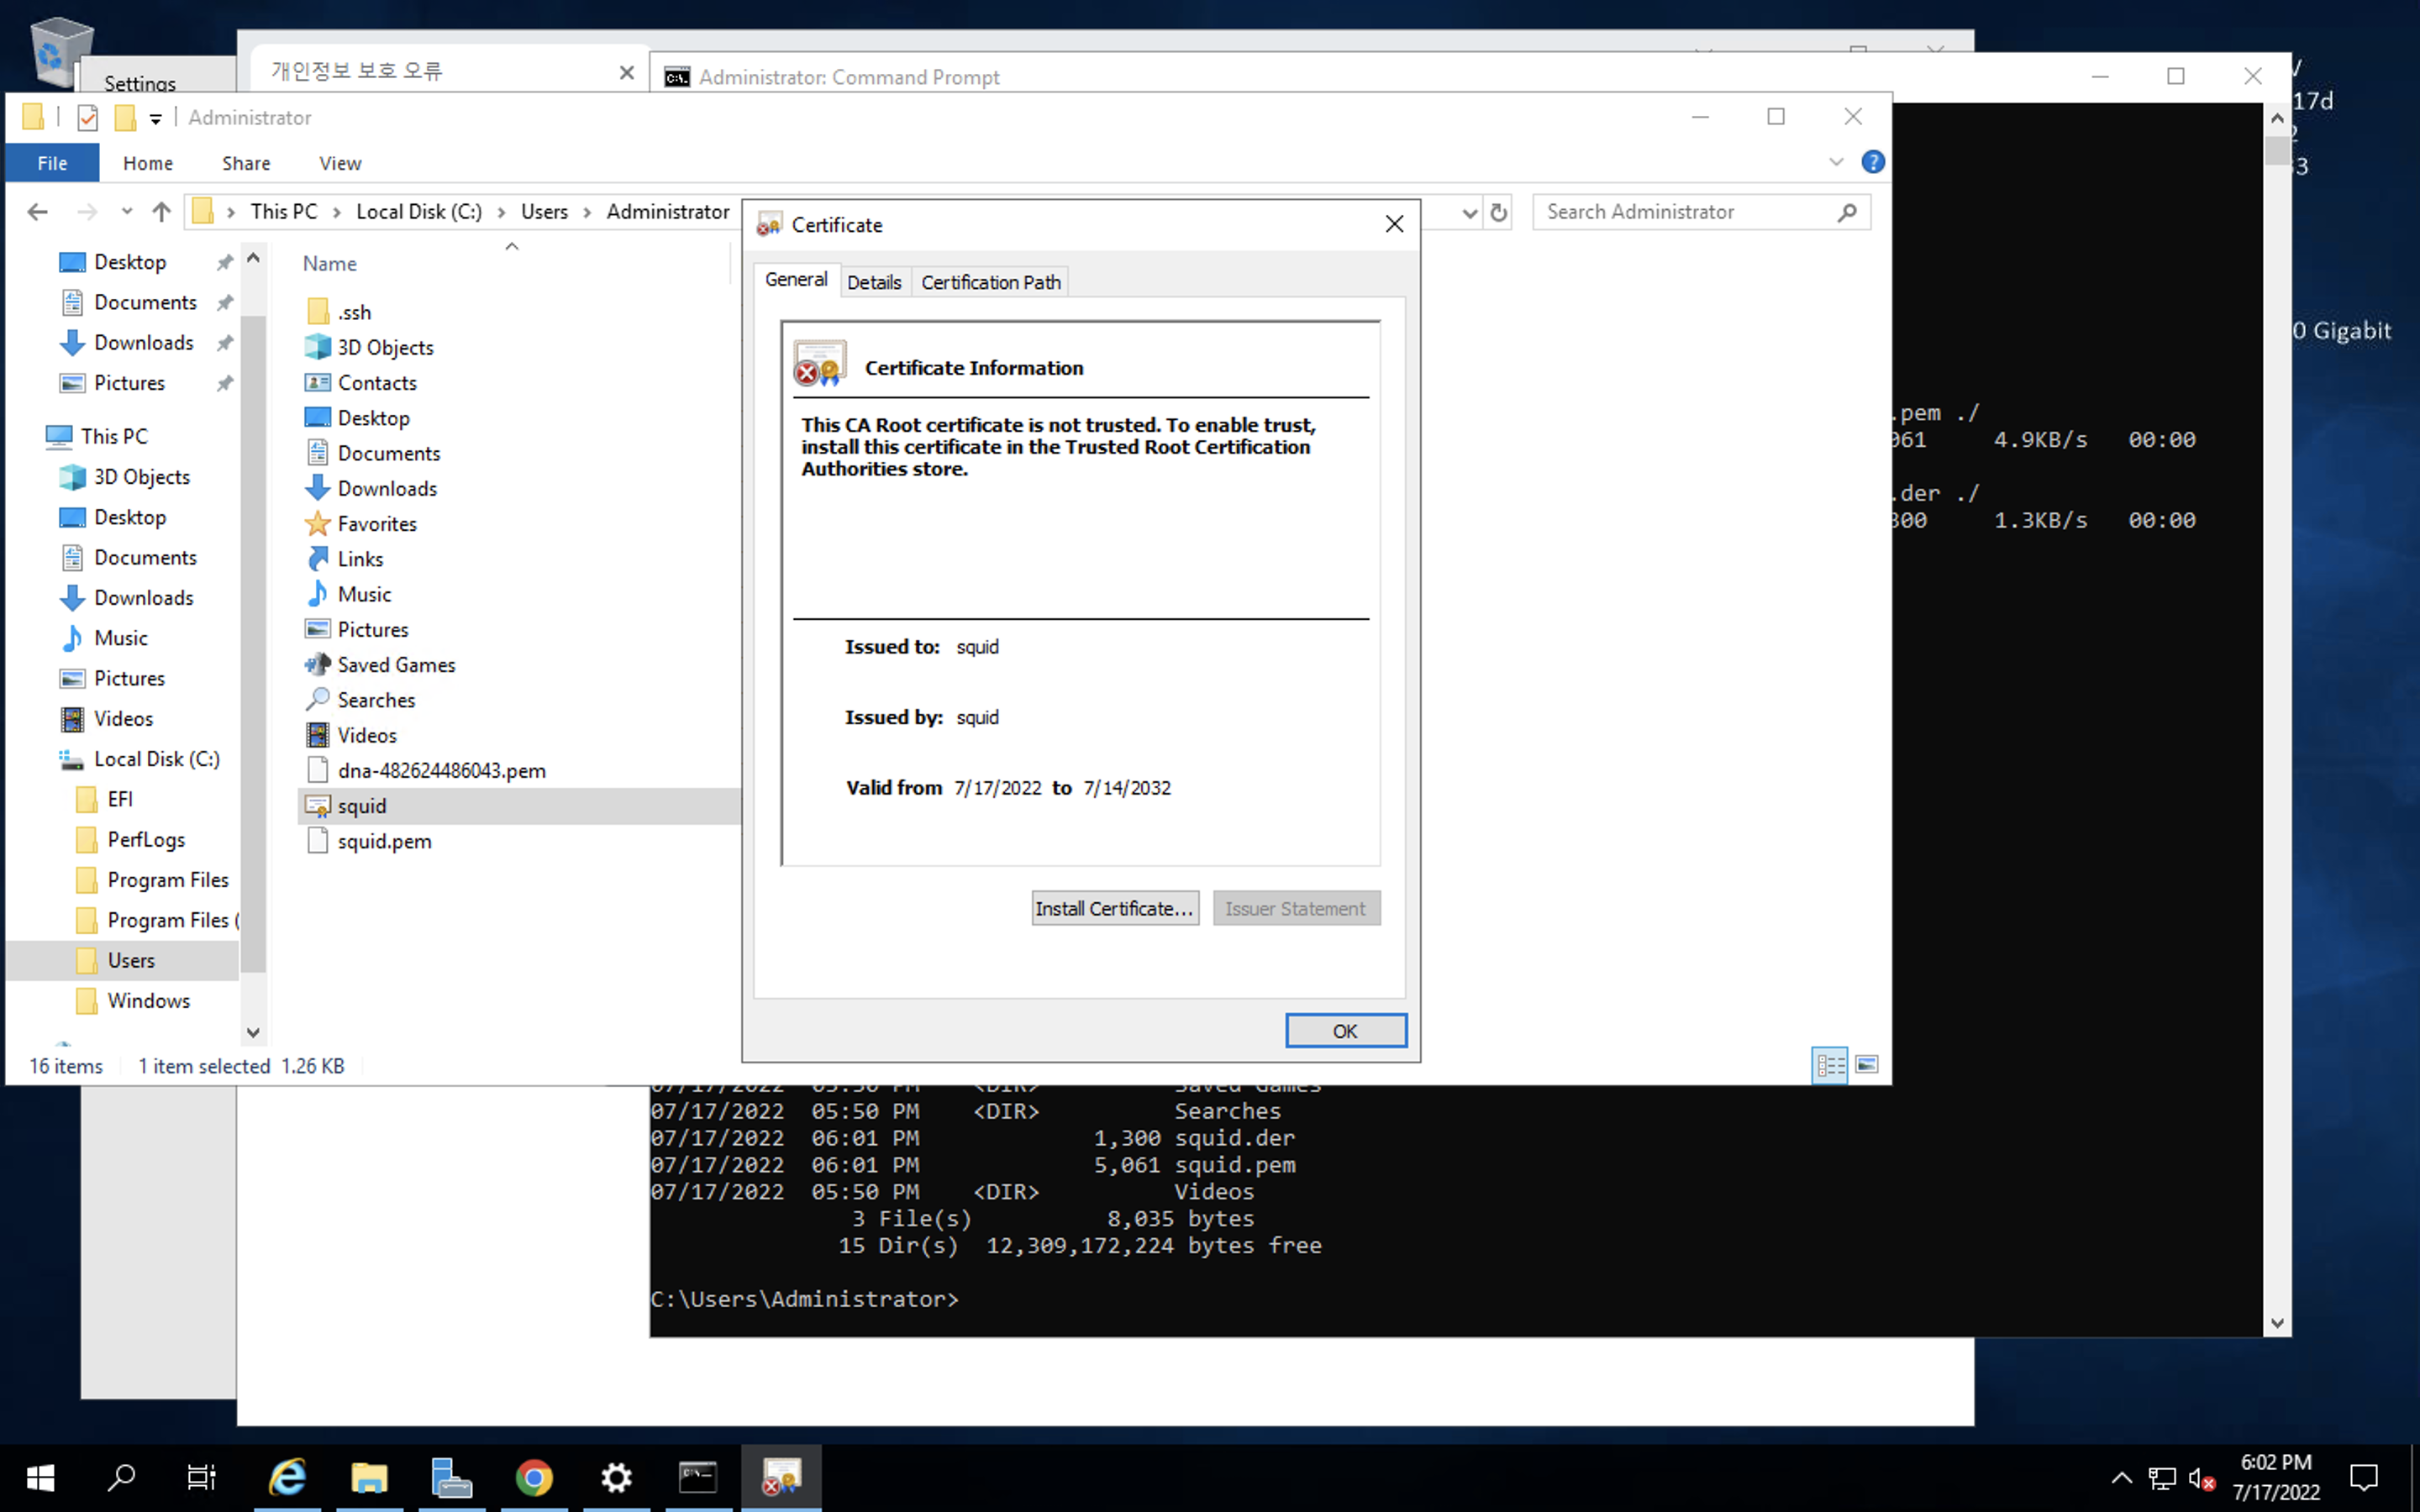 Settings
개인정보 보호 오류
Administrator: Command Prompt
17d
Administrator
File Home Share View
This PC › Local Disk (C:) › Users › Administrator
Search Administrator
0 Gigabit
Desktop
Documents
Downloads
Pictures
This PC
3D Objects
Desktop
Documents
Downloads
Music
Pictures
Videos
Local Disk (C:)
EFI
PerfLogs
Program Files
Program Files (
Users
Windows
Name
.ssh
3D Objects
Contacts
Desktop
Documents
Downloads
Favorites
Links
Music
Pictures
Saved Games
Searches
Videos
dna-482624486043.pem
squid
squid.pem
16 items 1 item selected 1.26 KB
Certificate
General Details Certification Path
Certificate Information
This CA Root certificate is not trusted. To enable trust,
install this certificate in the Trusted Root Certification
Authorities store.
Issued to: squid
Issued by: squid
Valid from 7/17/2022 to 7/14/2032
Install Certificate... Issuer Statement
OK
.pem ./
061 4.9KB/s 00:00
.der ./
300 1.3KB/s 00:00
07/17/2022 05:50 PM <DIR> Saved Games
07/17/2022 05:50 PM <DIR> Searches
07/17/2022 06:01 PM 1,300 squid.der
07/17/2022 06:01 PM 5,061 squid.pem
07/17/2022 05:50 PM <DIR> Videos
3 File(s) 8,035 bytes
15 Dir(s) 12,309,172,224 bytes free
C:\Users\Administrator>
6:02 PM
7/17/2022